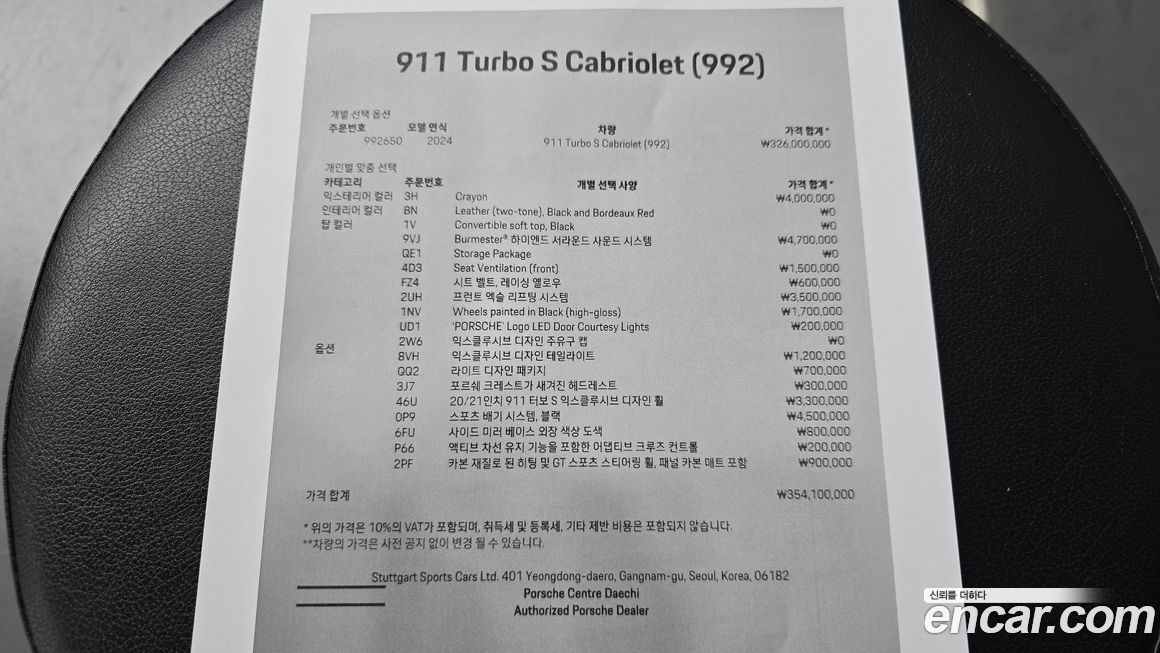 911 Turbo S Cabriolet (992)
개별 선택 옵션
주문번호 모델 연식 차량 가격 합계 *
992650 2024 911 Turbo S Cabriolet (992) ₩326,000,000
개인별 맞춤 선택
카테고리 주문번호 개별 선택 사양 가격 합계 *
익스테리어 컬러 3H Crayon ₩4,000,000
인테리어 컬러 BN Leather (two-tone), Black and Bordeaux Red ₩0
탑 컬러 1V Convertible soft top, Black ₩0
9VJ Burmester® 하이엔드 서라운드 사운드 시스템 ₩4,700,000
QE1 Storage Package ₩0
4D3 Seat Ventilation (front) ₩1,500,000
FZ4 시트 벨트, 레이싱 옐로우 ₩600,000
2UH 프런트 액슬 리프팅 시스템 ₩3,500,000
1NV Wheels painted in Black (high-gloss) ₩1,700,000
UD1 'PORSCHE' Logo LED Door Courtesy Lights ₩200,000
2W6 익스클루시브 디자인 주유구 캡 ₩0
옵션 8VH 익스클루시브 디자인 테일라이트 ₩1,200,000
QQ2 라이트 디자인 패키지 ₩700,000
3J7 포르쉐 크레스트가 새겨진 헤드레스트 ₩300,000
46U 20/21인치 911 터보 S 익스클루시브 디자인 휠 ₩3,300,000
0P9 스포츠 배기 시스템, 블랙 ₩4,500,000
6FU 사이드 미러 베이스 외장 색상 도색 ₩800,000
P66 액티브 차선 유지 기능을 포함한 어댑티브 크루즈 컨트롤 ₩200,000
2PF 카본 재질로 된 히팅 및 GT 스포츠 스티어링 휠, 패널 카본 매트 포함 ₩900,000
가격 합계 ₩354,100,000
* 위의 가격은 10%의 VAT가 포함되며, 취득세 및 등록세, 기타 제반 비용은 포함되지 않습니다.
**차량의 가격은 사전 공지 없이 변경 될 수 있습니다.
Stuttgart Sports Cars Ltd. 401 Yeongdong-daero, Gangnam-gu, Seoul, Korea, 06182
Porsche Centre Daechi
Authorized Porsche Dealer
신뢰를 더하다
encar.com